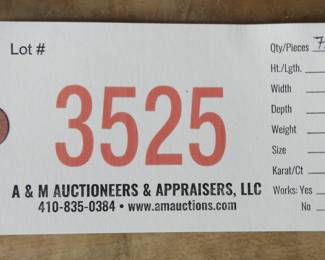 Lot #
3525
A & M AUCTIONEERS & APPRAISERS, LLC
410-835-0384 • www.amauctions.com
Qty/Pieces
Ht./Lgth.
Width
Depth
Weight
Size
Karat/Ct
Works: Yes
No